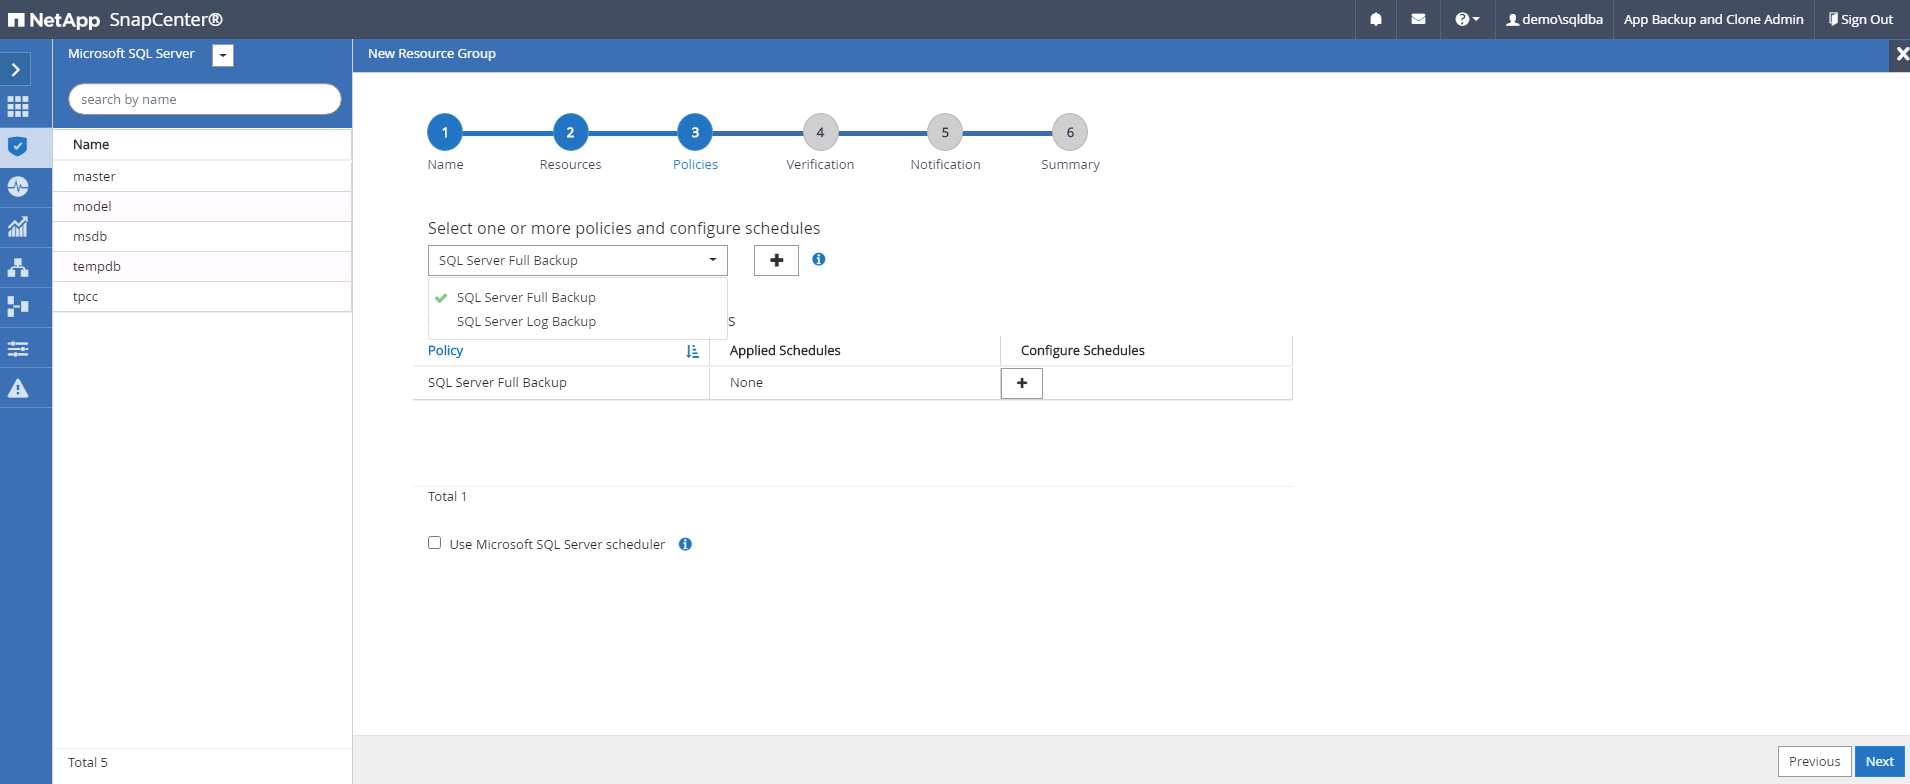 NetApp SnapCenter®
demo\sqldba
App Backup and Clone Admin
Sign Out
Microsoft SQL Server
New Resource Group
search by name
Name
master
model
msdb
tempdb
tpcc
Total 5
1 2 3 4 5 6
Name Resources Policies Verification Notification Summary
Select one or more policies and configure schedules
SQL Server Full Backup
SQL Server Full Backup
SQL Server Log Backup
s
Policy Applied Schedules Configure Schedules
SQL Server Full Backup None
Total 1
Use Microsoft SQL Server scheduler
Previous Next